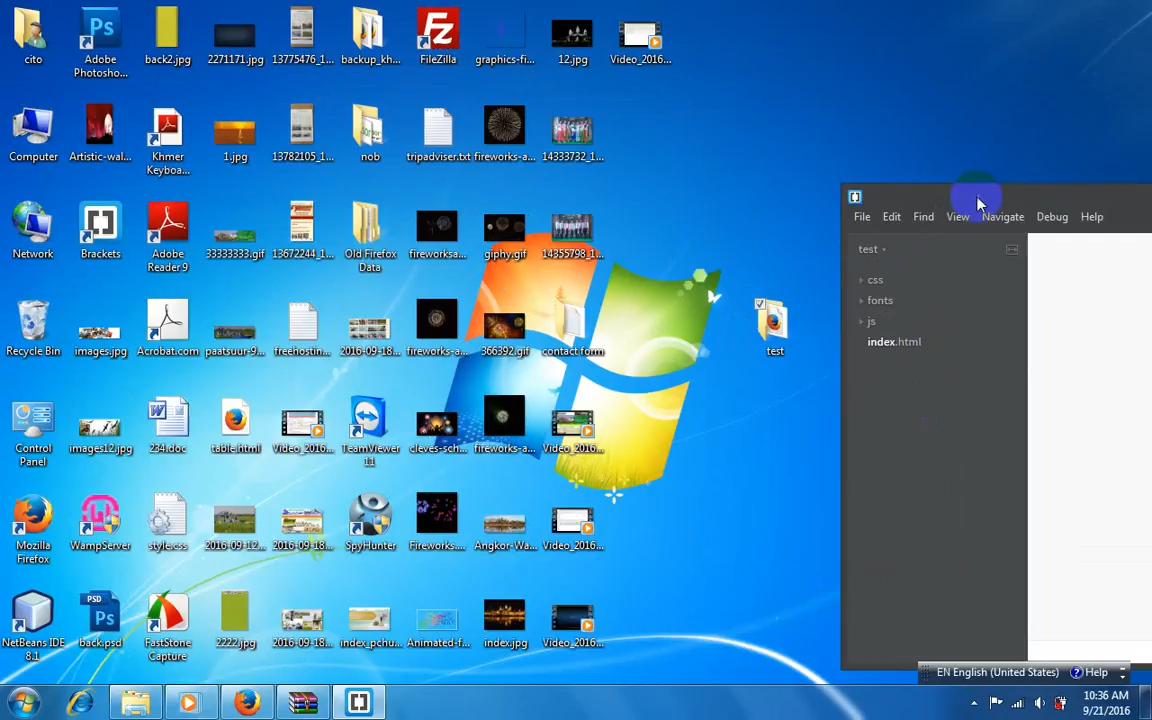 cito
Adobe
Photosho...
back2.jpg
2271171.jpg
13775476_1...
backup_kh...
FileZilla
graphics-fi...
12.jpg
Video_2016...
Computer
Artistic-wal...
Khmer
Keyboa...
1.jpg
13782105_1...
nob
tripadviser.txt
fireworks-a...
14333732_1...
Network
Brackets
Adobe
Reader 9
33333333.gif
13672244_1...
Old Firefox
Data
fireworksa...
giphy.gif
14355798_1...
Recycle Bin
images.jpg
Acrobat.com
paatsuur-9...
freehostin...
2016-09-18...
fireworks-a...
366392.gif
contact form
test
Control
Panel
images12.jpg
234.doc
table.html
Video_2016...
TeamViewer
11
cleves-sch...
fireworks-a...
Video_2016...
Mozilla
Firefox
WampServer
style.css
2016-09-12...
2016-09-18...
SpyHunter
Fireworks....
Angkor-Wa...
Video_2016...
NetBeans IDE
8.1
back.psd
FastStone
Capture
2222.jpg
2016-09-18...
index_pchu...
Animated-f...
index.jpg
Video_2016...
File Edit Find View Navigate Debug Help
test
css
fonts
js
index.html
EN English (United States) Help
10:36 AM
9/21/2016